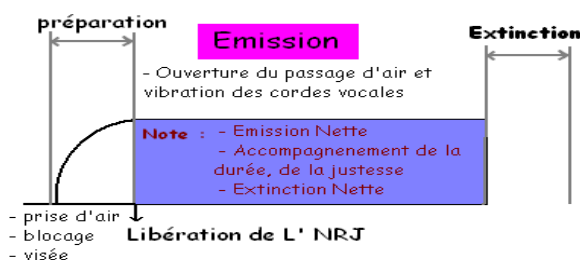 préparation
Emission
Extinction
- Ouverture du passage d'air et
vibration des cordes vocales
Note : - Emission Nette
- Accompagnenement de la
durée, de la justesse
- Extinction Nette
- prise d'air
- blocage
- visée
Libération de L' NRJ